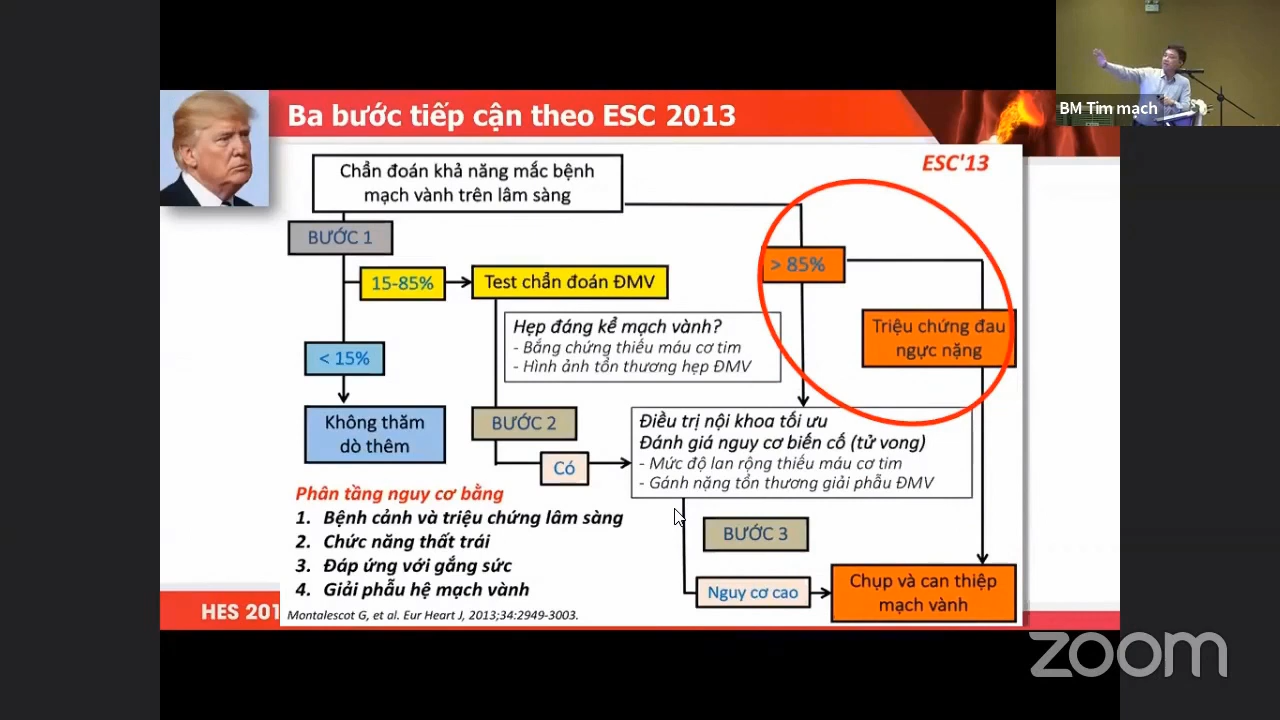 BM Tim mạch
Ba bước tiếp cận theo ESC 2013
ESC'13
Chẩn đoán khả năng mắc bệnh
mạch vành trên lâm sàng
BƯỚC 1
> 85%
15-85%
Test chẩn đoán ĐMV
Triệu chứng đau
ngực nặng
Hẹp đáng kể mạch vành?
- Bằng chứng thiếu máu cơ tim
- Hình ảnh tổn thương hẹp ĐMV
< 15%
Không thăm
dò thêm
BƯỚC 2
Có
Điều trị nội khoa tối ưu
Đánh giá nguy cơ biến cố (tử vong)
- Mức độ lan rộng thiếu máu cơ tim
- Gánh nặng tổn thương giải phẫu ĐMV
Phân tầng nguy cơ bằng
1. Bệnh cảnh và triệu chứng lâm sàng
2. Chức năng thất trái
3. Đáp ứng với gắng sức
4. Giải phẫu hệ mạch vành
BƯỚC 3
Nguy cơ cao
Chụp và can thiệp
mạch vành
HES 201
Montalescot G, et al. Eur Heart J, 2013;34:2949-3003.
zoom